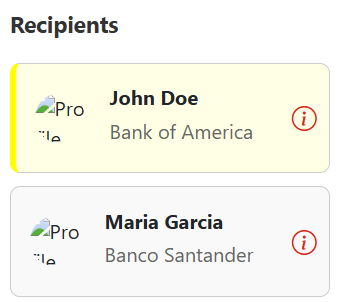 Recipients
John Doe
Pro
file
Bank of America
i
Maria Garcia
Pro
file
Banco Santander
i